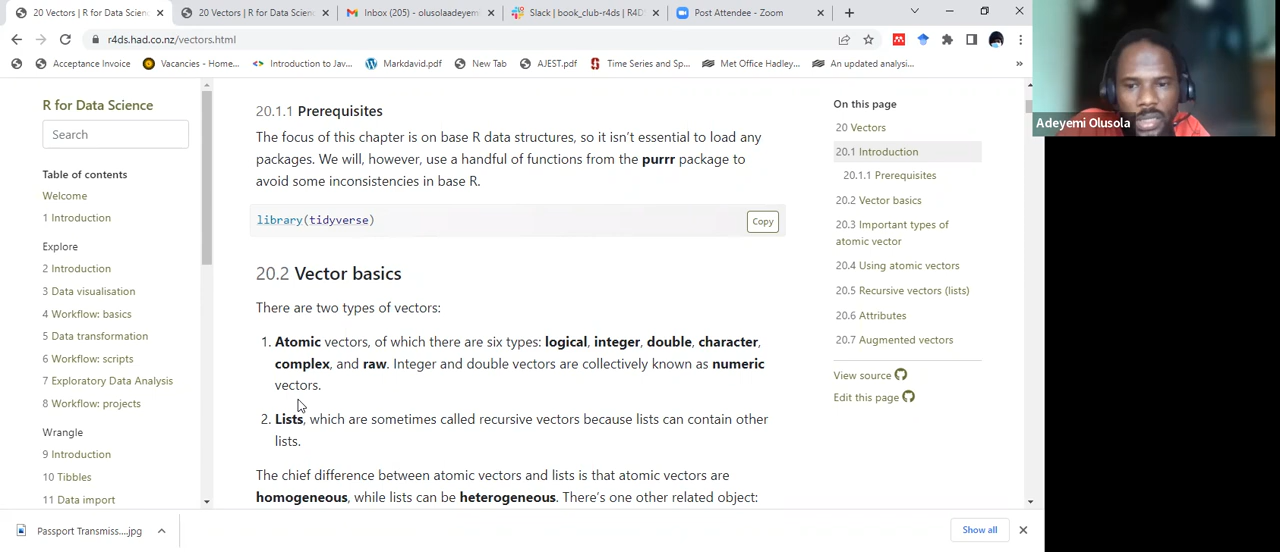 20 Vectors | R for Data Scienc
20 Vectors | R for Data Scienc
Inbox (205) - olusolaadeyem
Slack | book_club-r4ds | R4D
Post Attendee - Zoom
r4ds.had.co.nz/vectors.html
Acceptance Invoice
Vacancies - Home...
Introduction to Jav...
Markdavid.pdf
New Tab
AJEST.pdf
Time Series and Sp...
Met Office Hadley...
An updated analysi...
»
R for Data Science
Search
Table of contents
Welcome
1 Introduction
Explore
2 Introduction
3 Data visualisation
4 Workflow: basics
5 Data transformation
6 Workflow: scripts
7 Exploratory Data Analysis
8 Workflow: projects
Wrangle
9 Introduction
10 Tibbles
11 Data import
20.1.1 Prerequisites
The focus of this chapter is on base R data structures, so it isn't essential to load any
packages. We will, however, use a handful of functions from the purrr package to
avoid some inconsistencies in base R.
library(tidyverse)
Copy
20.2 Vector basics
There are two types of vectors:
1. Atomic vectors, of which there are six types: logical, integer, double, character,
complex, and raw. Integer and double vectors are collectively known as numeric
vectors.
2. Lists, which are sometimes called recursive vectors because lists can contain other
lists.
The chief difference between atomic vectors and lists is that atomic vectors are
homogeneous, while lists can be heterogeneous. There's one other related object:
On this page
20 Vectors
20.1 Introduction
20.1.1 Prerequisites
20.2 Vector basics
20.3 Important types of
atomic vector
20.4 Using atomic vectors
20.5 Recursive vectors (lists)
20.6 Attributes
20.7 Augmented vectors
View source
Edit this page
Adeyemi Olusola
Passport Transmiss....jpg
Show all